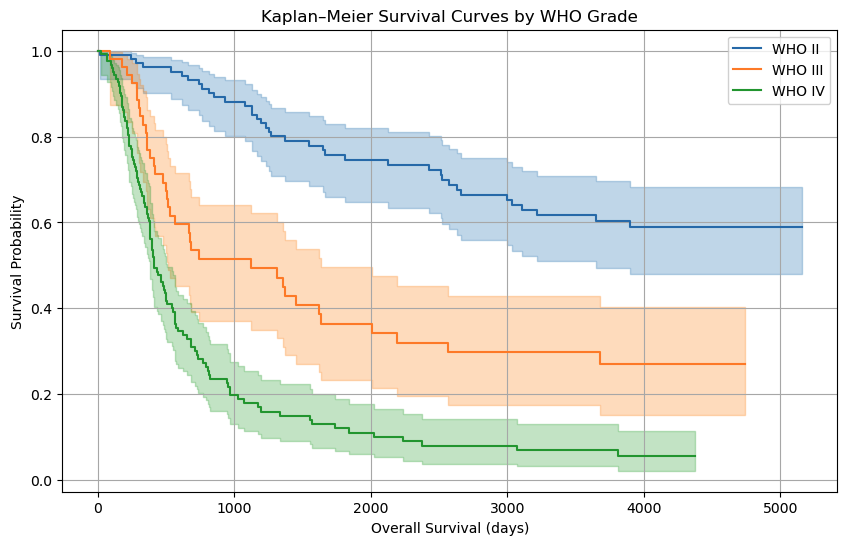 Kaplan–Meier Survival Curves by WHO Grade
WHO II
WHO III
WHO IV
Survival Probability
1.0
0.8
0.6
0.4
0.2
0.0
0 1000 2000 3000 4000 5000
Overall Survival (days)